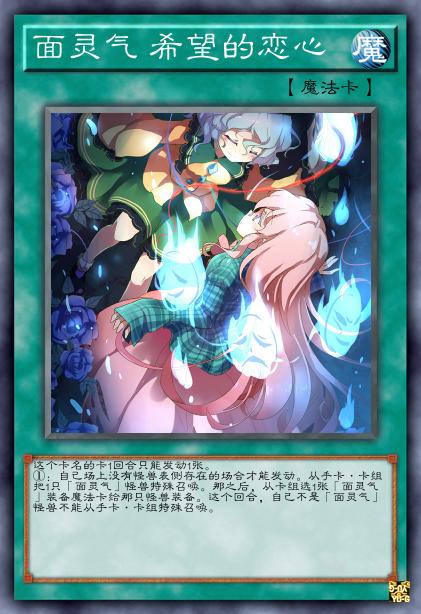 面灵气 希望的恋心
魔
【魔法卡】
这个卡名的卡1回合只能发动1张。
①：自己场上没有怪兽表侧存在的场合才能发动。从手卡·卡组
把1只「面灵气」怪兽特殊召唤。那之后，从卡组选1张「面灵气
」装备魔法卡给那只怪兽装备。这个回合，自己不是「面灵气」
怪兽不能从手卡·卡组特殊召唤。